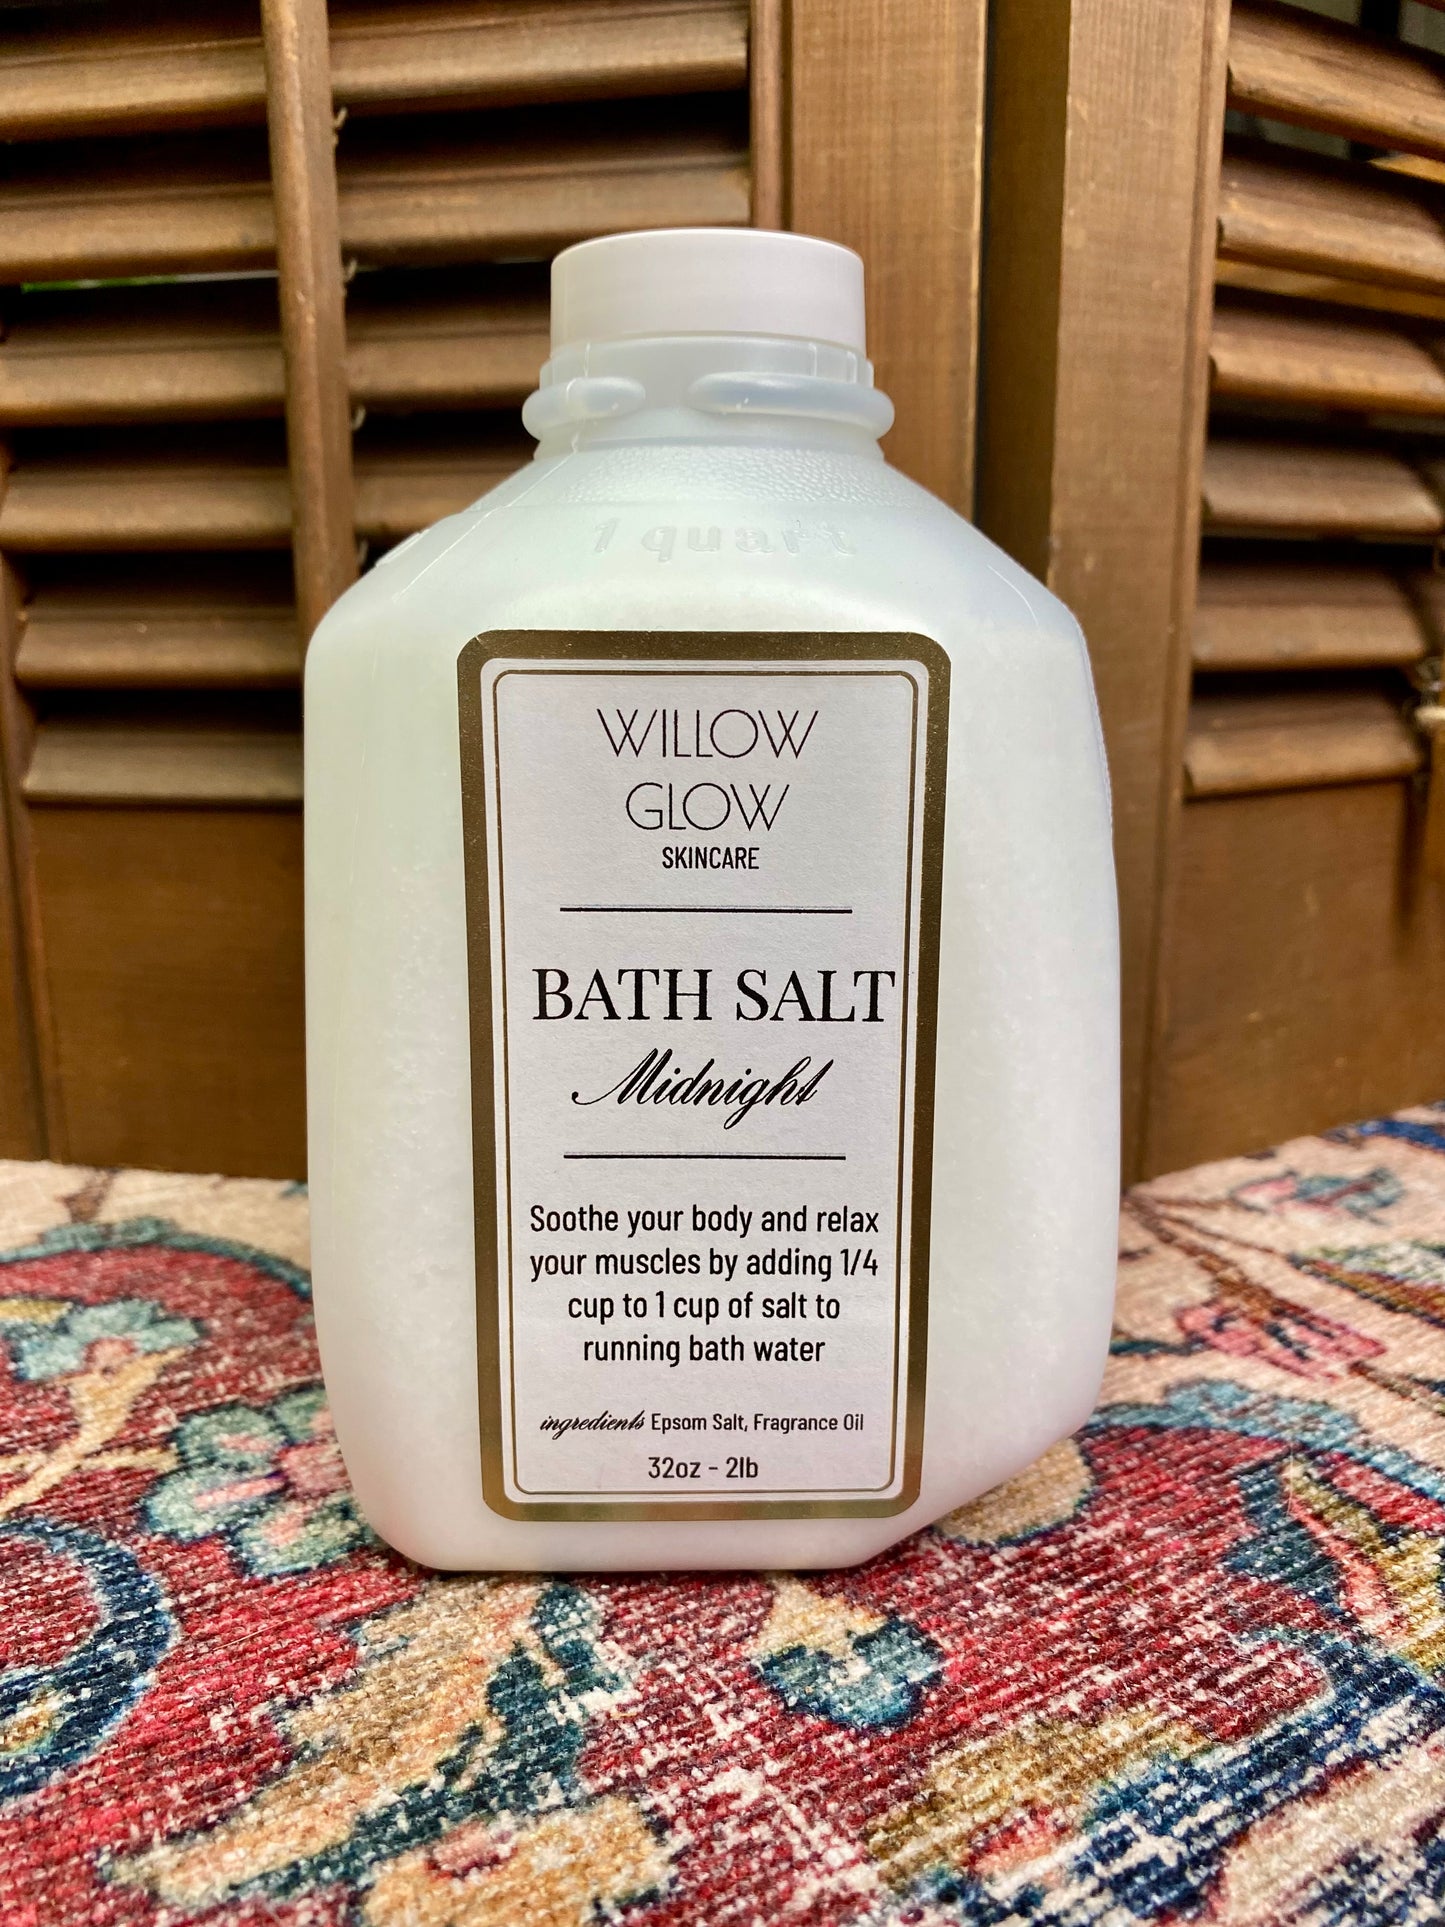 1 quart
WILLOW
GLOW
SKINCARE
BATH SALT
Midnight
Soothe your body and relax
your muscles by adding 1/4
cup to 1 cup of salt to
running bath water
ingredients Epsom Salt, Fragrance Oil
32oz - 2lb